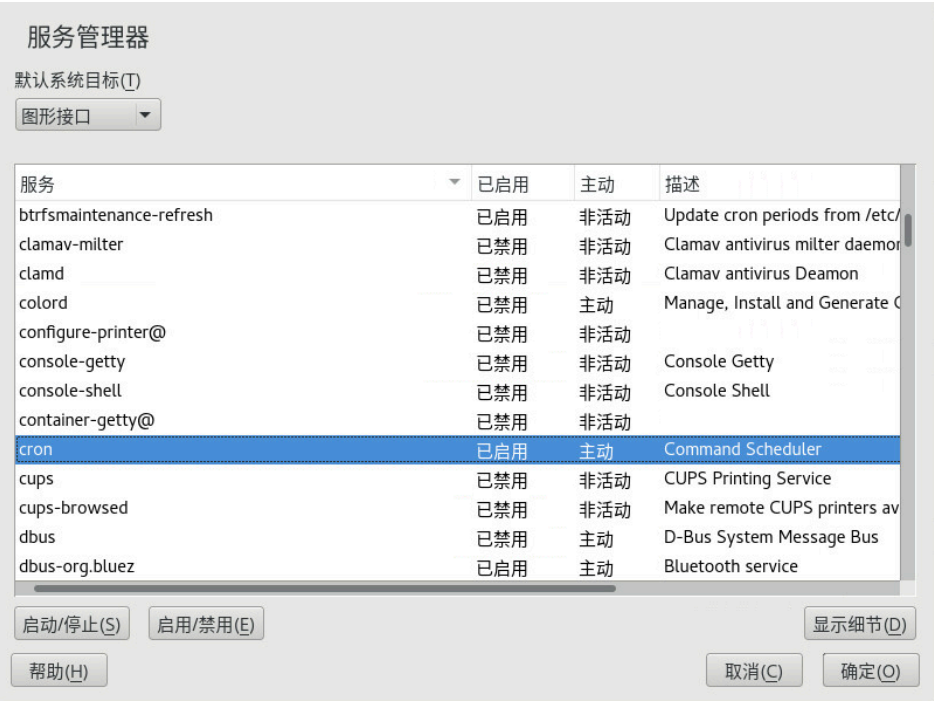 服务管理器
默认系统目标(T)
图形接口
服务 已启用 主动 描述
btrfsmaintenance-refresh 已启用 非活动 Update cron periods from /etc/
clamav-milter 已禁用 非活动 Clamav antivirus milter daemon
clamd 已禁用 非活动 Clamav antivirus Deamon
colord 已禁用 主动 Manage, Install and Generate C
configure-printer@ 已禁用 非活动
console-getty 已禁用 非活动 Console Getty
console-shell 已禁用 非活动 Console Shell
container-getty@ 已禁用 非活动
cron 已启用 主动 Command Scheduler
cups 已禁用 非活动 CUPS Printing Service
cups-browsed 已禁用 非活动 Make remote CUPS printers av
dbus 已禁用 主动 D-Bus System Message Bus
dbus-org.bluez 已启用 主动 Bluetooth service
启动/停止(S) 启用/禁用(E) 显示细节(D)
帮助(H) 取消(C) 确定(O)